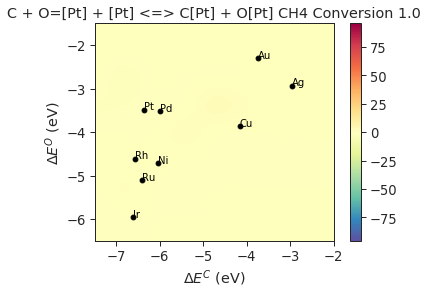 C + O=[Pt] + [Pt] <=> C[Pt] + O[Pt] CH4 Conversion 1.0
−2
−3
−4
−5
−6
ΔE^O (eV)
Au
Ag
Pt
Pd
Cu
Rh
Ni
Ru
Ir
75
50
25
0
−25
−50
−75
−7
−6
−5
−4
−3
−2
ΔE^C (eV)